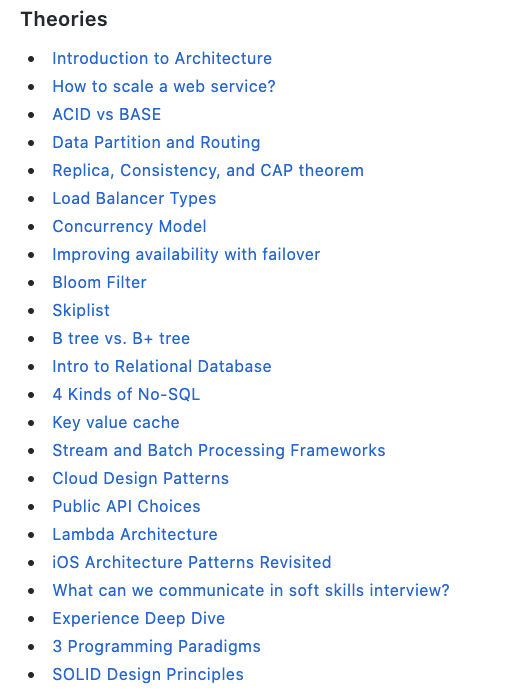 Theories
Introduction to Architecture
How to scale a web service?
ACID vs BASE
Data Partition and Routing
Replica, Consistency, and CAP theorem
Load Balancer Types
Concurrency Model
Improving availability with failover
Bloom Filter
Skiplist
B tree vs. B+ tree
Intro to Relational Database
4 Kinds of No-SQL
Key value cache
Stream and Batch Processing Frameworks
Cloud Design Patterns
Public API Choices
Lambda Architecture
iOS Architecture Patterns Revisited
What can we communicate in soft skills interview?
Experience Deep Dive
3 Programming Paradigms
SOLID Design Principles